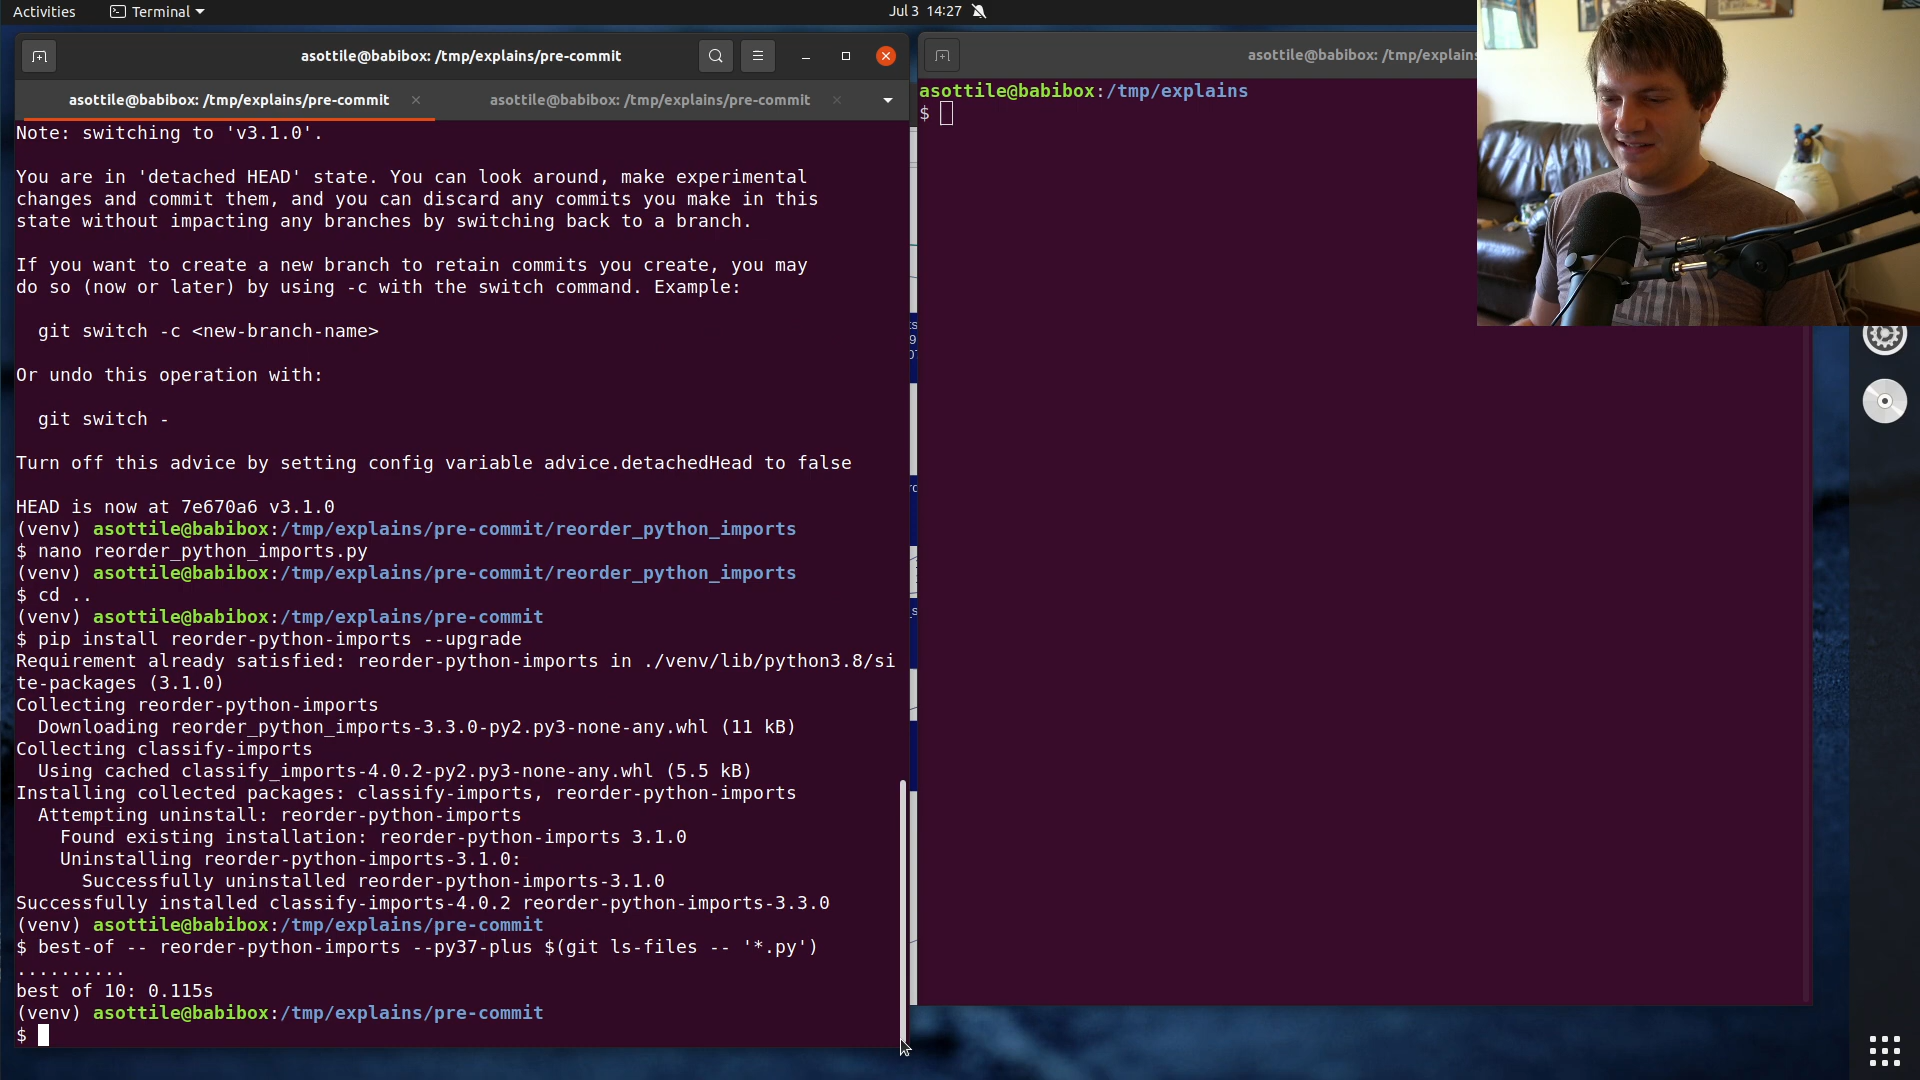 Activities
Terminal
Jul 3 14:27
asottile@babibox: /tmp/explains/pre-commit
asottile@babibox: /tmp/explains/pre-commit
asottile@babibox: /tmp/explains/pre-commit
Note: switching to 'v3.1.0'.
You are in 'detached HEAD' state. You can look around, make experimental
changes and commit them, and you can discard any commits you make in this
state without impacting any branches by switching back to a branch.
If you want to create a new branch to retain commits you create, you may
do so (now or later) by using -c with the switch command. Example:
git switch -c <new-branch-name>
Or undo this operation with:
git switch -
Turn off this advice by setting config variable advice.detachedHead to false
HEAD is now at 7e670a6 v3.1.0
(venv) asottile@babibox:/tmp/explains/pre-commit/reorder_python_imports
$ nano reorder_python_imports.py
(venv) asottile@babibox:/tmp/explains/pre-commit/reorder_python_imports
$ cd ..
(venv) asottile@babibox:/tmp/explains/pre-commit
$ pip install reorder-python-imports --upgrade
Requirement already satisfied: reorder-python-imports in ./venv/lib/python3.8/si
te-packages (3.1.0)
Collecting reorder-python-imports
Downloading reorder_python_imports-3.3.0-py2.py3-none-any.whl (11 kB)
Collecting classify-imports
Using cached classify_imports-4.0.2-py2.py3-none-any.whl (5.5 kB)
Installing collected packages: classify-imports, reorder-python-imports
Attempting uninstall: reorder-python-imports
Found existing installation: reorder-python-imports 3.1.0
Uninstalling reorder-python-imports-3.1.0:
Successfully uninstalled reorder-python-imports-3.1.0
Successfully installed classify-imports-4.0.2 reorder-python-imports-3.3.0
(venv) asottile@babibox:/tmp/explains/pre-commit
$ best-of -- reorder-python-imports --py37-plus $(git ls-files -- '*.py')
..........
best of 10: 0.115s
(venv) asottile@babibox:/tmp/explains/pre-commit
$
asottile@babibox: /tmp/explains
asottile@babibox:/tmp/explains
$